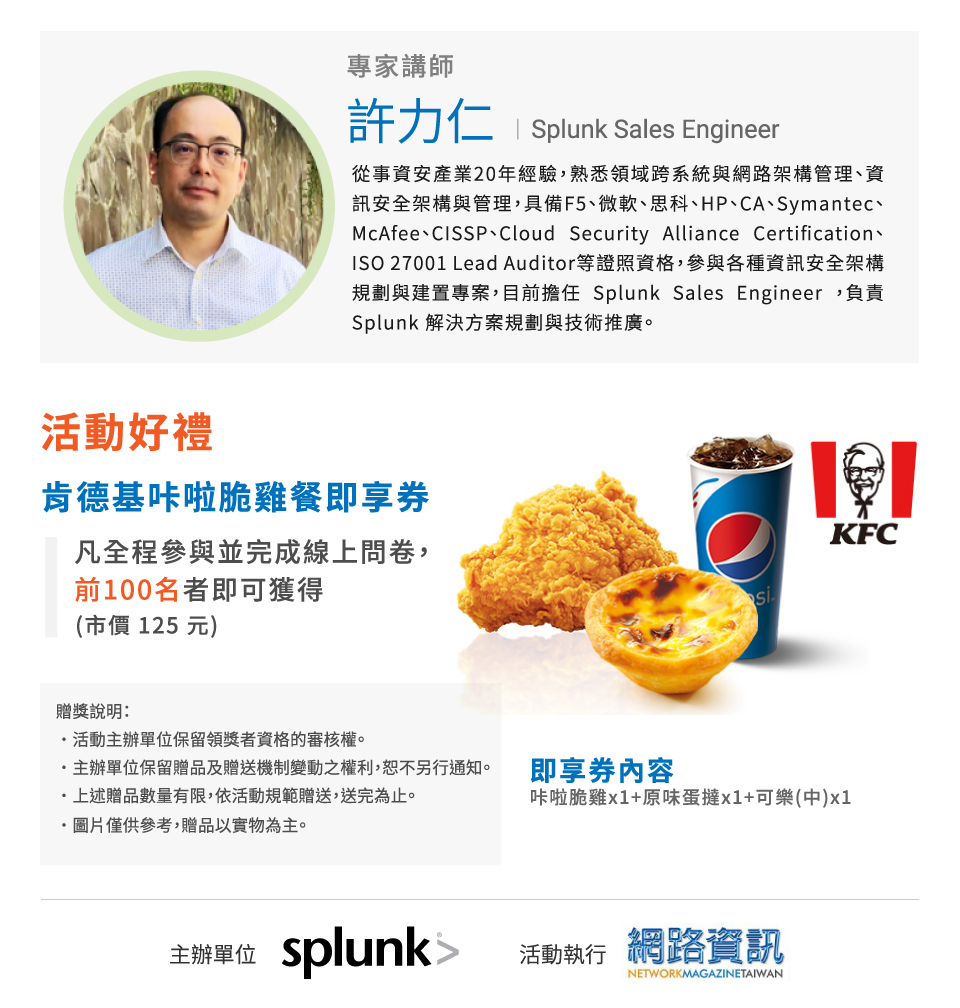 專家講師
許力仁 | Splunk Sales Engineer
從事資安產業20年經驗，熟悉領域跨系統與網路架構管理、資
訊安全架構與管理，具備F5、微軟、思科、HP、CA、Symantec、
McAfee、CISSP、Cloud Security Alliance Certification、
ISO 27001 Lead Auditor等證照資格，參與各種資訊安全架構
規劃與建置專案，目前擔任 Splunk Sales Engineer ，負責
Splunk 解決方案規劃與技術推廣。
活動好禮
肯德基咔啦脆雞餐即享券
凡全程參與並完成線上問卷，
前100名者即可獲得
(市價 125 元)
KFC
psi
贈獎說明：
・活動主辦單位保留領獎者資格的審核權。
・主辦單位保留贈品及贈送機制變動之權利，恕不另行通知。
・上述贈品數量有限，依活動規範贈送，送完為止。
・圖片僅供參考，贈品以實物為主。
即享券內容
咔啦脆雞x1+原味蛋撻x1+可樂(中)x1
主辦單位 splunk>
活動執行 網路資訊
NETWORKMAGAZINETAIWAN